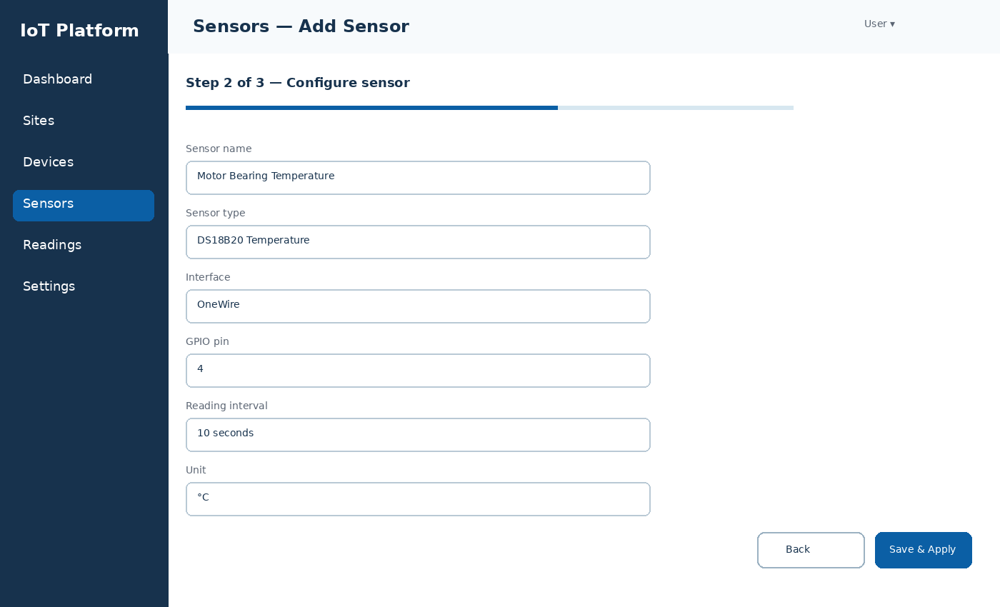 IoT Platform
Sensors — Add Sensor
User ▾
Dashboard
Sites
Devices
Sensors
Readings
Settings
Step 2 of 3 — Configure sensor
Sensor name
Motor Bearing Temperature
Sensor type
DS18B20 Temperature
Interface
OneWire
GPIO pin
4
Reading interval
10 seconds
Unit
°C
Back
Save & Apply